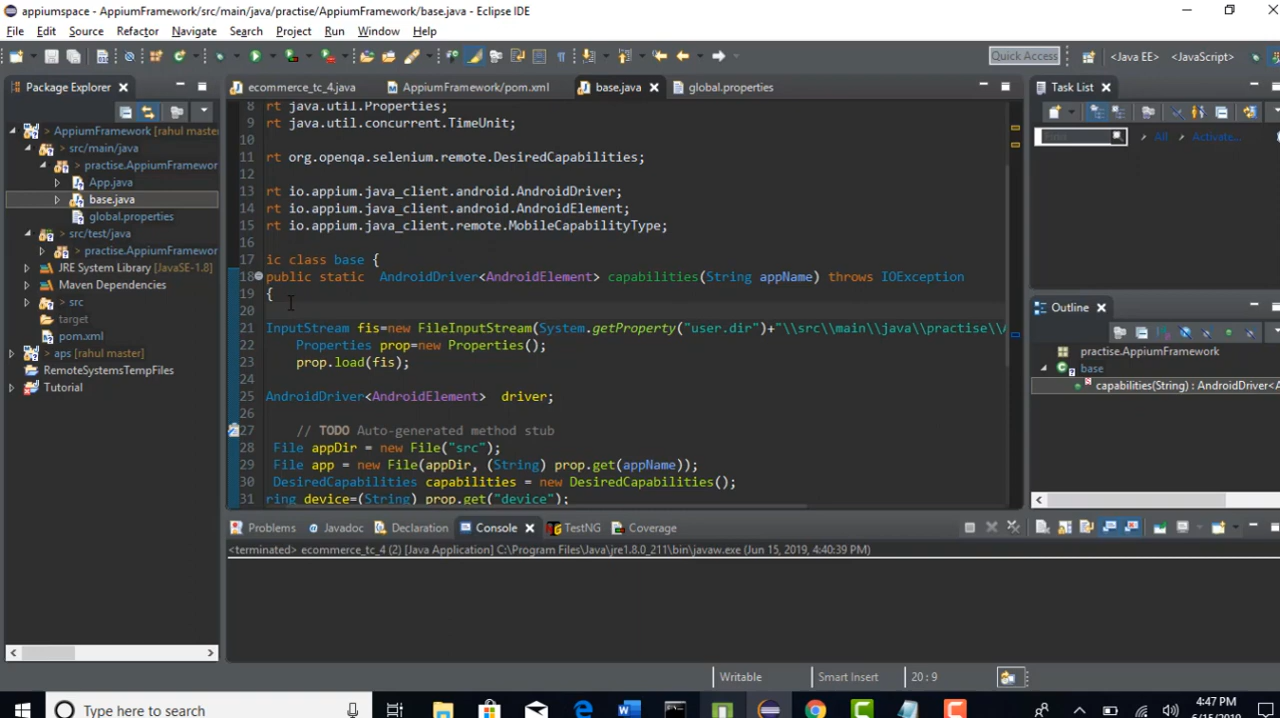 appiumspace - AppiumFramework/src/main/java/practise/AppiumFramework/base.java - Eclipse IDE
File Edit Source Refactor Navigate Search Project Run Window Help
Quick Access
<Java EE> <JavaScript>
Package Explorer
AppiumFramework [rahul master
src/main/java
practise.AppiumFramewor
App.java
base.java
global.properties
src/test/java
practise.AppiumFramewor
JRE System Library [JavaSE-1.8]
Maven Dependencies
src
target
pom.xml
aps [rahul master]
RemoteSystemsTempFiles
Tutorial
ecommerce_tc_4.java AppiumFramework/pom.xml base.java global.properties
8 rt java.util.Properties;
9 rt java.util.concurrent.TimeUnit;
10
11 rt org.openqa.selenium.remote.DesiredCapabilities;
12
13 rt io.appium.java_client.android.AndroidDriver;
14 rt io.appium.java_client.android.AndroidElement;
15 rt io.appium.java_client.remote.MobileCapabilityType;
16
17 ic class base {
18 public static AndroidDriver<AndroidElement> capabilities(String appName) throws IOException
19 {
20
21 InputStream fis=new FileInputStream(System.getProperty("user.dir")+"\\src\\main\\java\\practise\\A
22 Properties prop=new Properties();
23 prop.load(fis);
24
25 AndroidDriver<AndroidElement> driver;
26
27 // TODO Auto-generated method stub
28 File appDir = new File("src");
29 File app = new File(appDir, (String) prop.get(appName));
30 DesiredCapabilities capabilities = new DesiredCapabilities();
31 ring device=(String) prop.get("device");
Task List
All Activate...
Outline
practise.AppiumFramework
base
capabilities(String) : AndroidDriver<A
Problems Javadoc Declaration Console TestNG Coverage
<terminated> ecommerce_tc_4 (2) [Java Application] C:\Program Files\Java\jre1.8.0_211\bin\javaw.exe (Jun 15, 2019, 4:40:39 PM)
Writable Smart Insert 20 : 9
Type here to search
4:47 PM